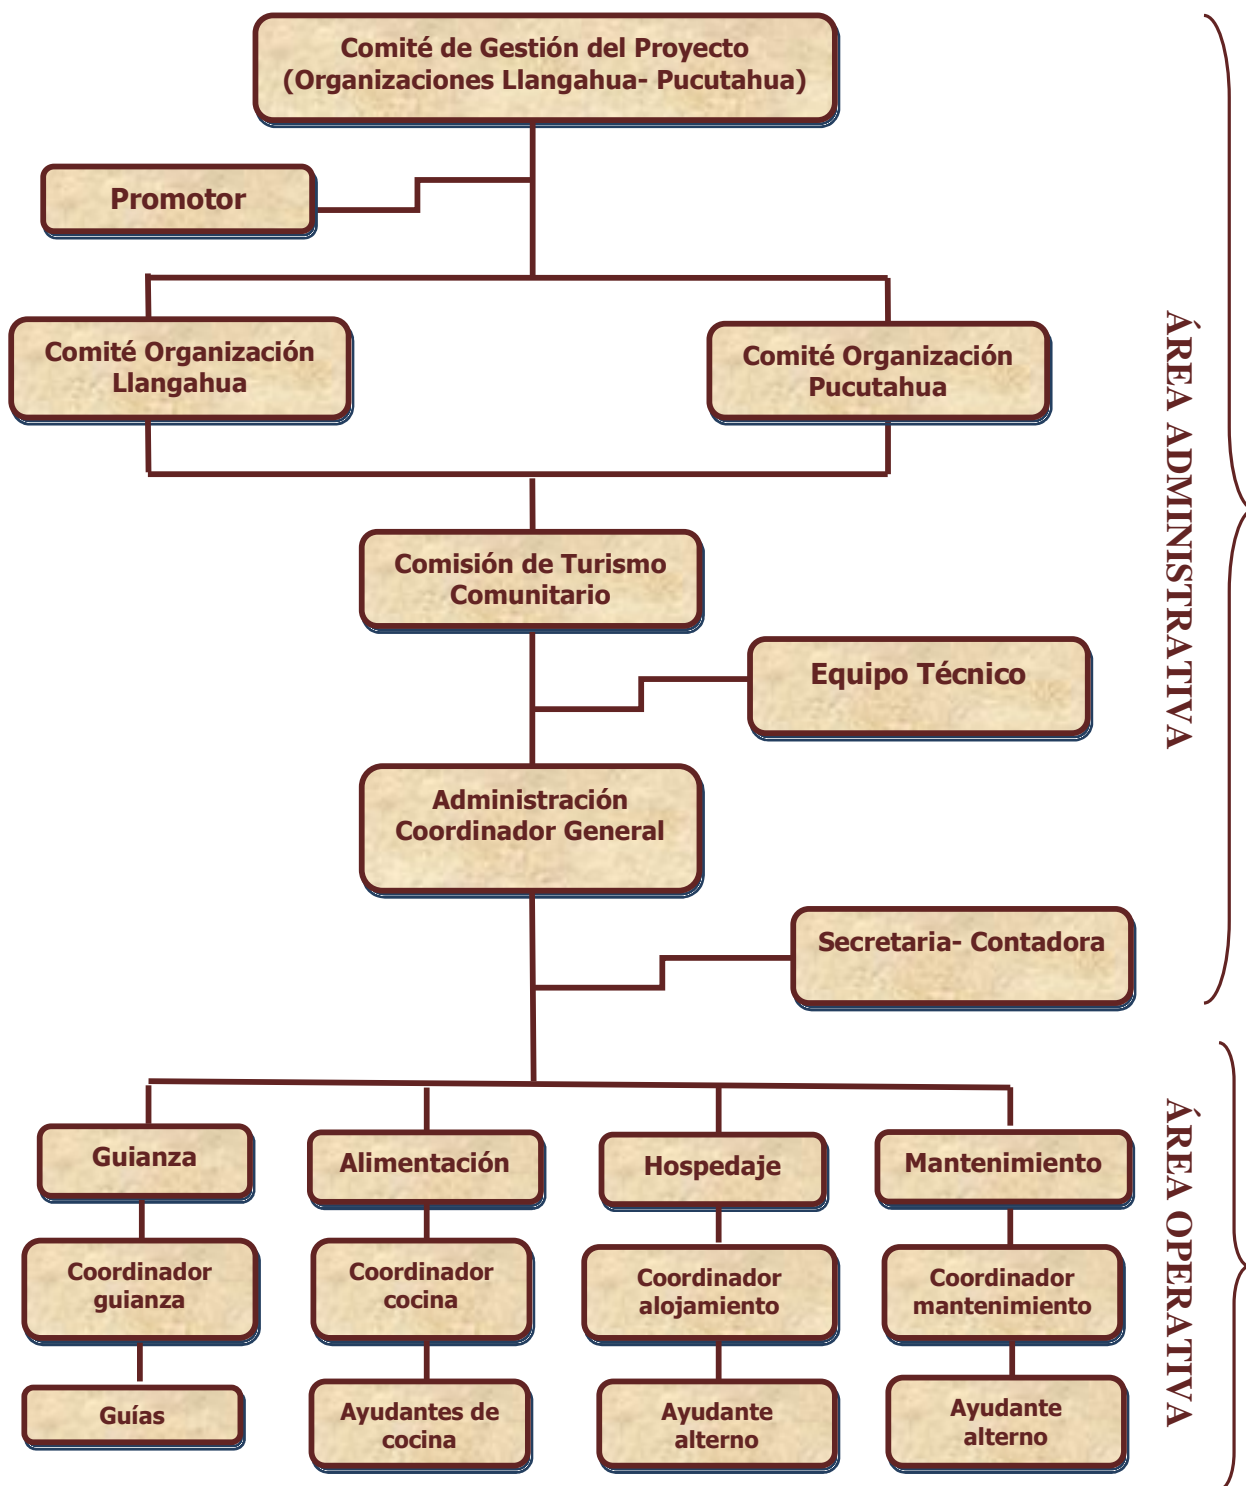 Comité de Gestión del Proyecto
(Organizaciones Llangahua- Pucutahua)
Promotor
Comité Organización
Llangahua
Comité Organización
Pucutahua
Comisión de Turismo
Comunitario
Equipo Técnico
Administración
Coordinador General
Secretaria- Contadora
ÁREA ADMINISTRATIVA
Guianza
Alimentación
Hospedaje
Mantenimiento
Coordinador
guianza
Coordinador
cocina
Coordinador
alojamiento
Coordinador
mantenimiento
Guías
Ayudantes de
cocina
Ayudante
alterno
Ayudante
alterno
ÁREA OPERATIVA